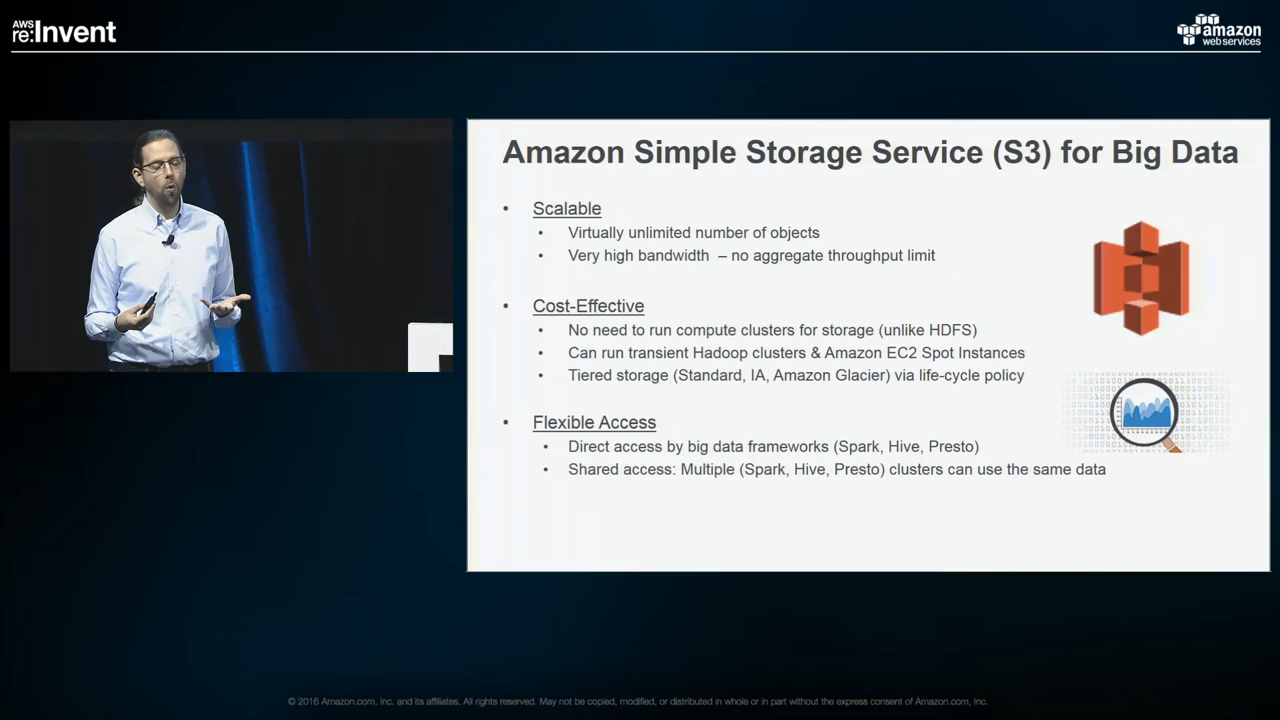 AWS
re:Invent
amazon
web services
Amazon Simple Storage Service (S3) for Big Data
• Scalable
• Virtually unlimited number of objects
• Very high bandwidth – no aggregate throughput limit
• Cost-Effective
• No need to run compute clusters for storage (unlike HDFS)
• Can run transient Hadoop clusters & Amazon EC2 Spot Instances
• Tiered storage (Standard, IA, Amazon Glacier) via life-cycle policy
• Flexible Access
• Direct access by big data frameworks (Spark, Hive, Presto)
• Shared access: Multiple (Spark, Hive, Presto) clusters can use the same data
© 2016 Amazon.com, Inc. and its affiliates. All rights reserved. May not be copied, modified, or distributed in whole or in part without the express consent of Amazon.com, Inc.